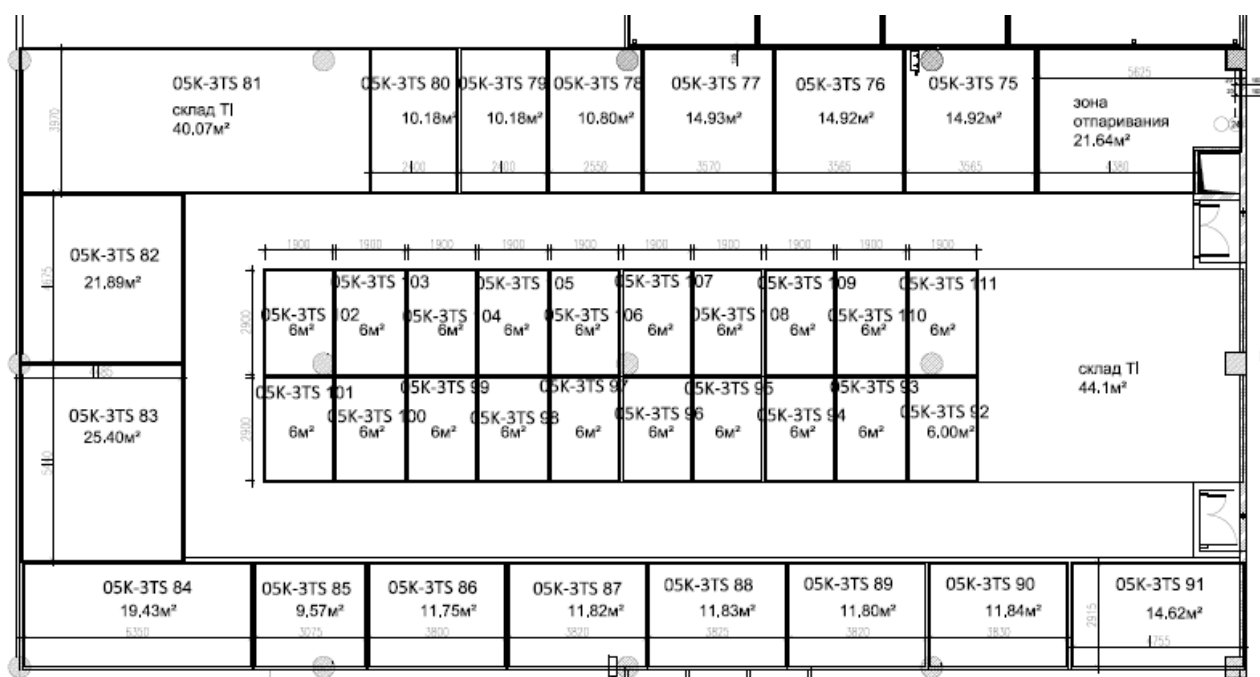 05K-3TS 81
склад TI
40.07м²
05K-3TS 80
10.18м²
05K-3TS 79
10.18м²
05K-3TS 78
10.80м²
05K-3TS 77
14.93м²
05K-3TS 76
14.92м²
05K-3TS 75
14.92м²
5625
зона
отпаривания
21.64м²
3970
2400
2400
2550
3570
3565
3565
4380
05K-3TS 82
21.89м²
05K-3TS 83
25.40м²
1900
1900
1900
1900
1900
1900
1900
1900
1900
1900
05K-3TS 103
05K-3TS 105
05K-3TS 107
05K-3TS 109
05K-3TS 111
05K-3TS 102
05K-3TS 104
05K-3TS 106
05K-3TS 108
05K-3TS 110
6м²
6м²
6м²
6м²
6м²
6м²
6м²
6м²
6м²
6м²
2900
05K-3TS 101
05K-3TS 99
05K-3TS 97
05K-3TS 95
05K-3TS 93
05K-3TS 100
05K-3TS 98
05K-3TS 96
05K-3TS 94
05K-3TS 92
6м²
6м²
6м²
6м²
6м²
6м²
6м²
6м²
6м²
6.00м²
2900
склад TI
44.1м²
05K-3TS 84
19.43м²
6350
05K-3TS 85
9.57м²
3075
05K-3TS 86
11.75м²
3800
05K-3TS 87
11.82м²
3820
05K-3TS 88
11.83м²
3825
05K-3TS 89
11.80м²
3820
05K-3TS 90
11.84м²
3830
2915
05K-3TS 91
14.62м²
4755